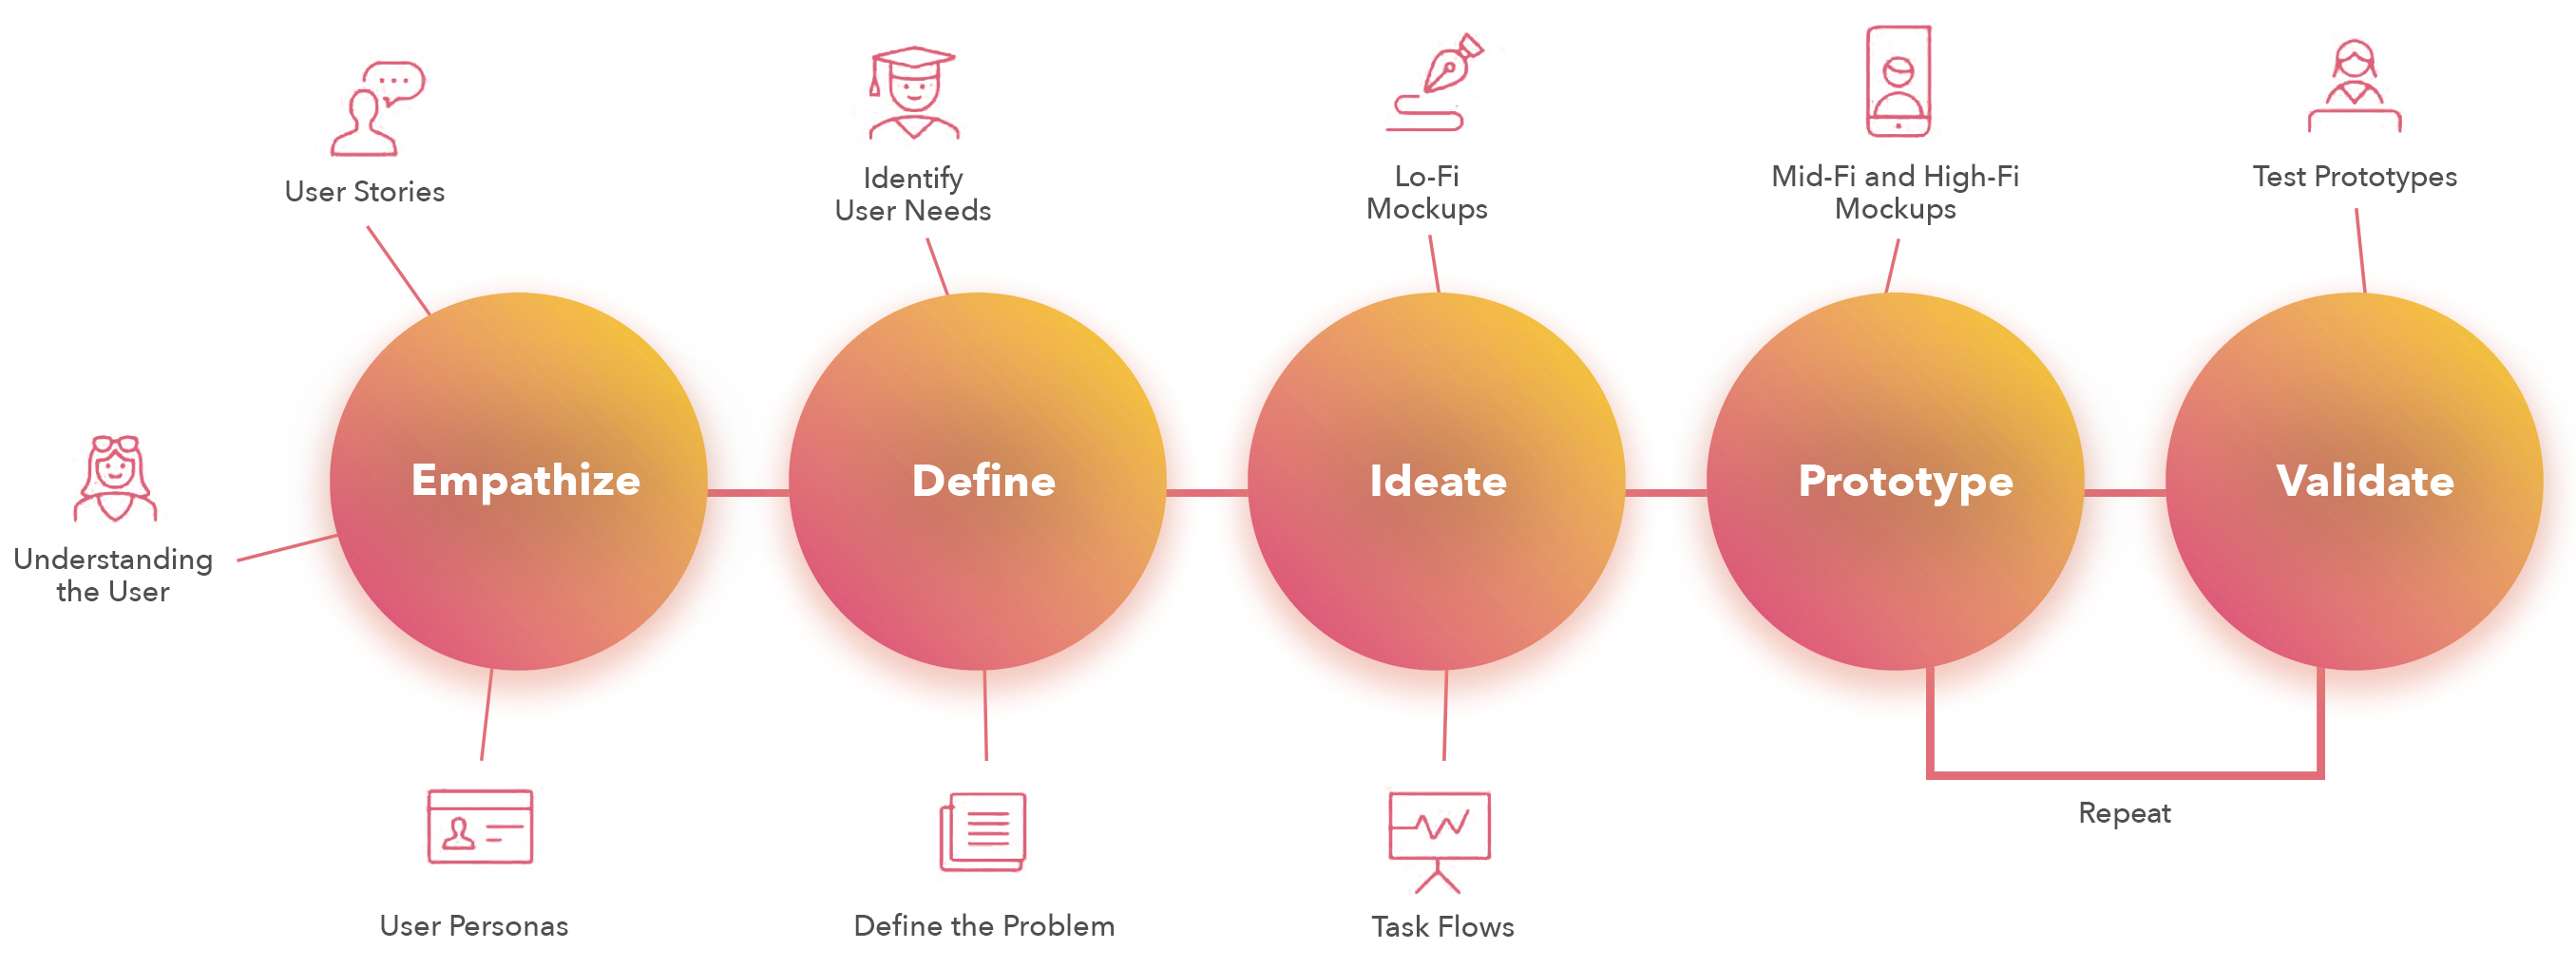 User Stories
Identify
User Needs
Lo-Fi
Mockups
Mid-Fi and High-Fi
Mockups
Test Prototypes
Understanding
the User
Empathize
Define
Ideate
Prototype
Validate
Repeat
User Personas
Define the Problem
Task Flows